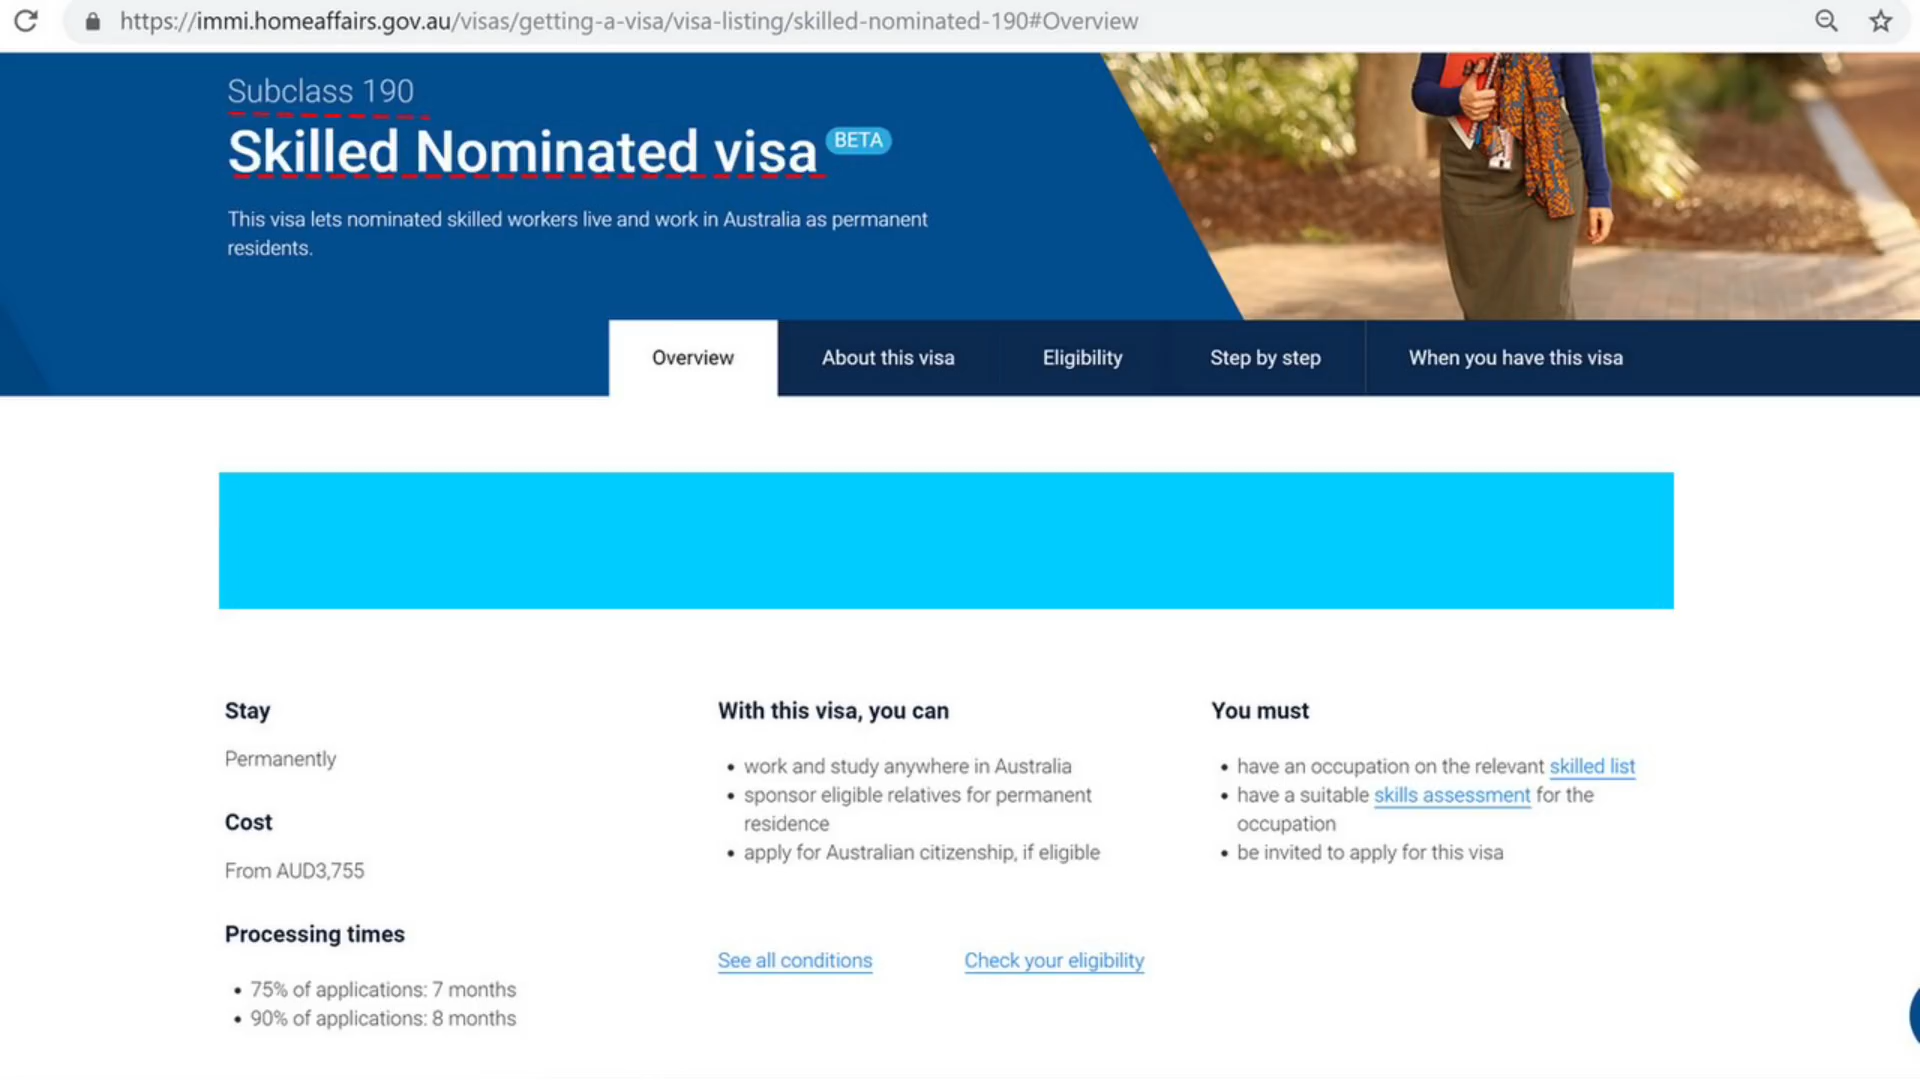 https://immi.homeaffairs.gov.au/visas/getting-a-visa/visa-listing/skilled-nominated-190#Overview
Subclass 190
Skilled Nominated visa BETA
This visa lets nominated skilled workers live and work in Australia as permanent
residents.
Overview
About this visa
Eligibility
Step by step
When you have this visa
Stay
Permanently
Cost
From AUD3,755
Processing times
• 75% of applications: 7 months
• 90% of applications: 8 months
With this visa, you can
• work and study anywhere in Australia
• sponsor eligible relatives for permanent
residence
• apply for Australian citizenship, if eligible
See all conditions
Check your eligibility
You must
• have an occupation on the relevant skilled list
• have a suitable skills assessment for the
occupation
• be invited to apply for this visa